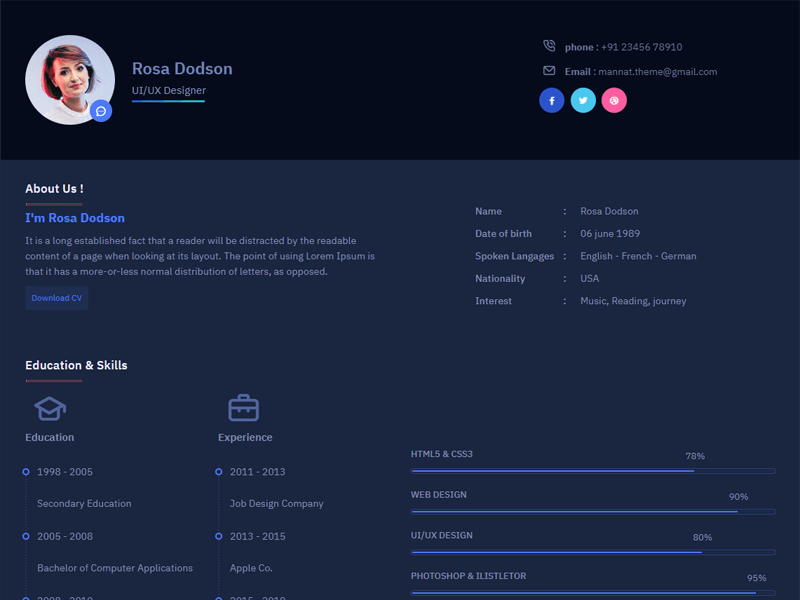 Rosa Dodson
UI/UX Designer
phone : +91 23456 78910
Email : mannat.theme@gmail.com
About Us !
I'm Rosa Dodson
It is a long established fact that a reader will be distracted by the readable
content of a page when looking at its layout. The point of using Lorem Ipsum is
that it has a more-or-less normal distribution of letters, as opposed.
Download CV
Name : Rosa Dodson
Date of birth : 06 june 1989
Spoken Langages : English - French - German
Nationality : USA
Interest : Music, Reading, journey
Education & Skills
Education
1998 - 2005
Secondary Education
2005 - 2008
Bachelor of Computer Applications
Experience
2011 - 2013
Job Design Company
2013 - 2015
Apple Co.
HTML5 & CSS3 78%
WEB DESIGN 90%
UI/UX DESIGN 80%
PHOTOSHOP & ILISTLETOR 95%